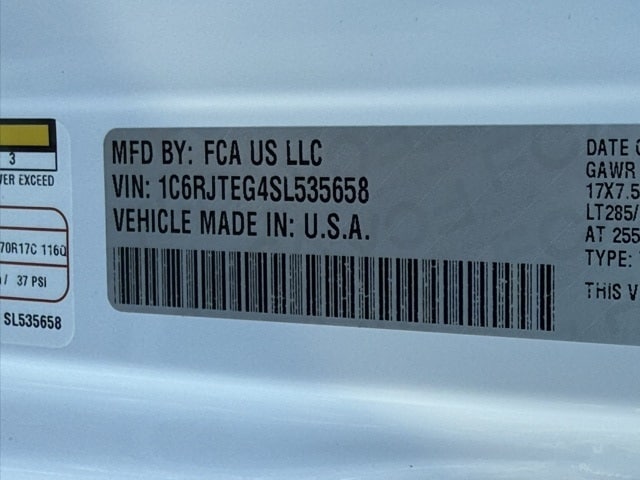 3
VER EXCEED
70R17C 116Q
/ 37 PSI
SL535658
MFD BY: FCA US LLC
VIN: 1C6RJTEG4SL535658
VEHICLE MADE IN: U.S.A.
DATE O
GAWR
17X7.5
LT285/
AT 255
TYPE:
THIS V